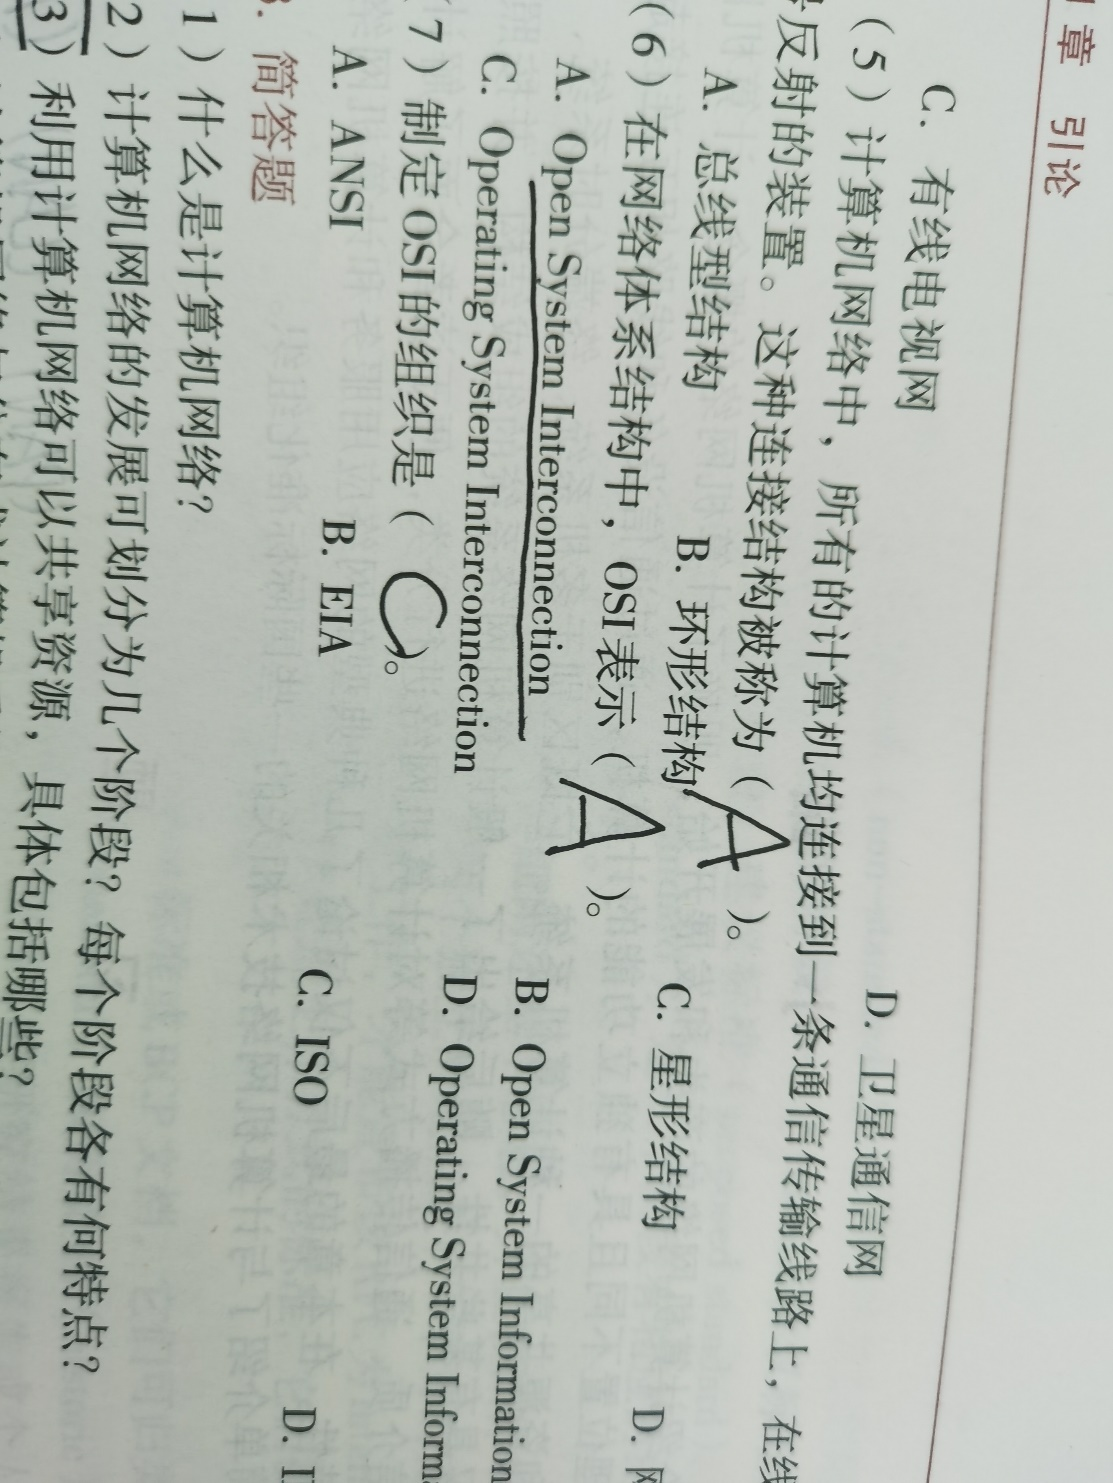 章 引论
C. 有线电视网 D. 卫星通信网
(5) 计算机网络中，所有的计算机均连接到一条通信传输线路上，在线
反射的装置。这种连接结构被称为( A )。
A. 总线型结构 B. 环形结构 C. 星形结构 D.
(6) 在网络体系结构中，OSI表示( A )。
A. Open System Interconnection B. Open System Information
C. Operating System Interconnection D. Operating System Inform
7) 制定OSI的组织是( C )。
A. ANSI B. EIA C. ISO D.
简答题
1) 什么是计算机网络?
2) 计算机网络的发展可划分为几个阶段? 每个阶段各有何特点?
3) 利用计算机网络可以共享资源，具体包括哪些?